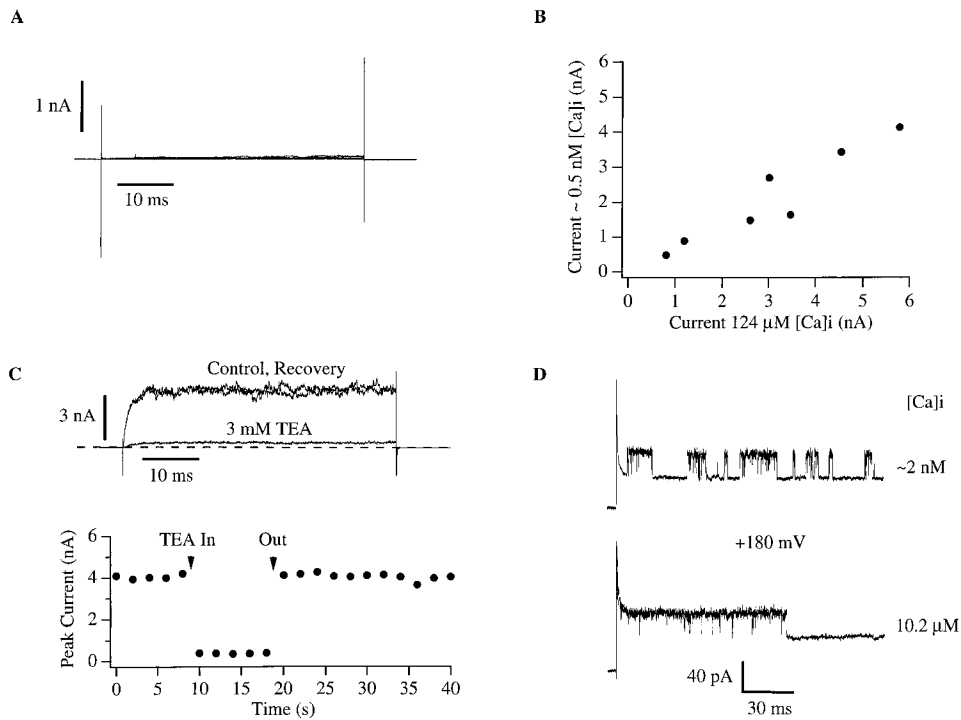 A
1 nA
10 ms
B
Current ~ 0.5 nM [Ca]i (nA)
6
5
4
3
2
1
0
0 1 2 3 4 5 6
Current 124 µM [Ca]i (nA)
C
Control, Recovery
3 nA
3 mM TEA
10 ms
Peak Current (nA)
6
4
2
0
TEA In
Out
0 5 10 15 20 25 30 35 40
Time (s)
D
[Ca]i
~2 nM
+180 mV
10.2 µM
40 pA
30 ms